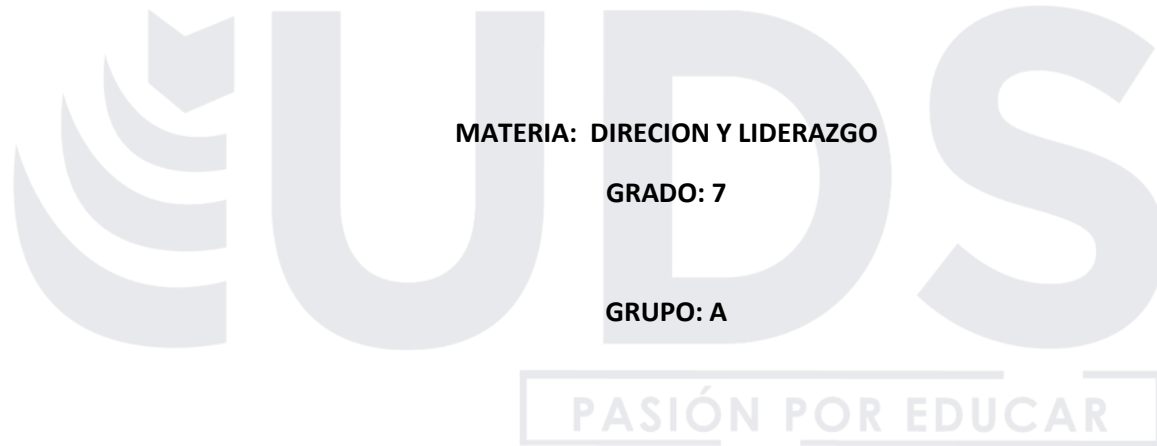 UDS
MATERIA: DIRECION Y LIDERAZGO
GRADO: 7
GRUPO: A
PASIÓN POR EDUCAR